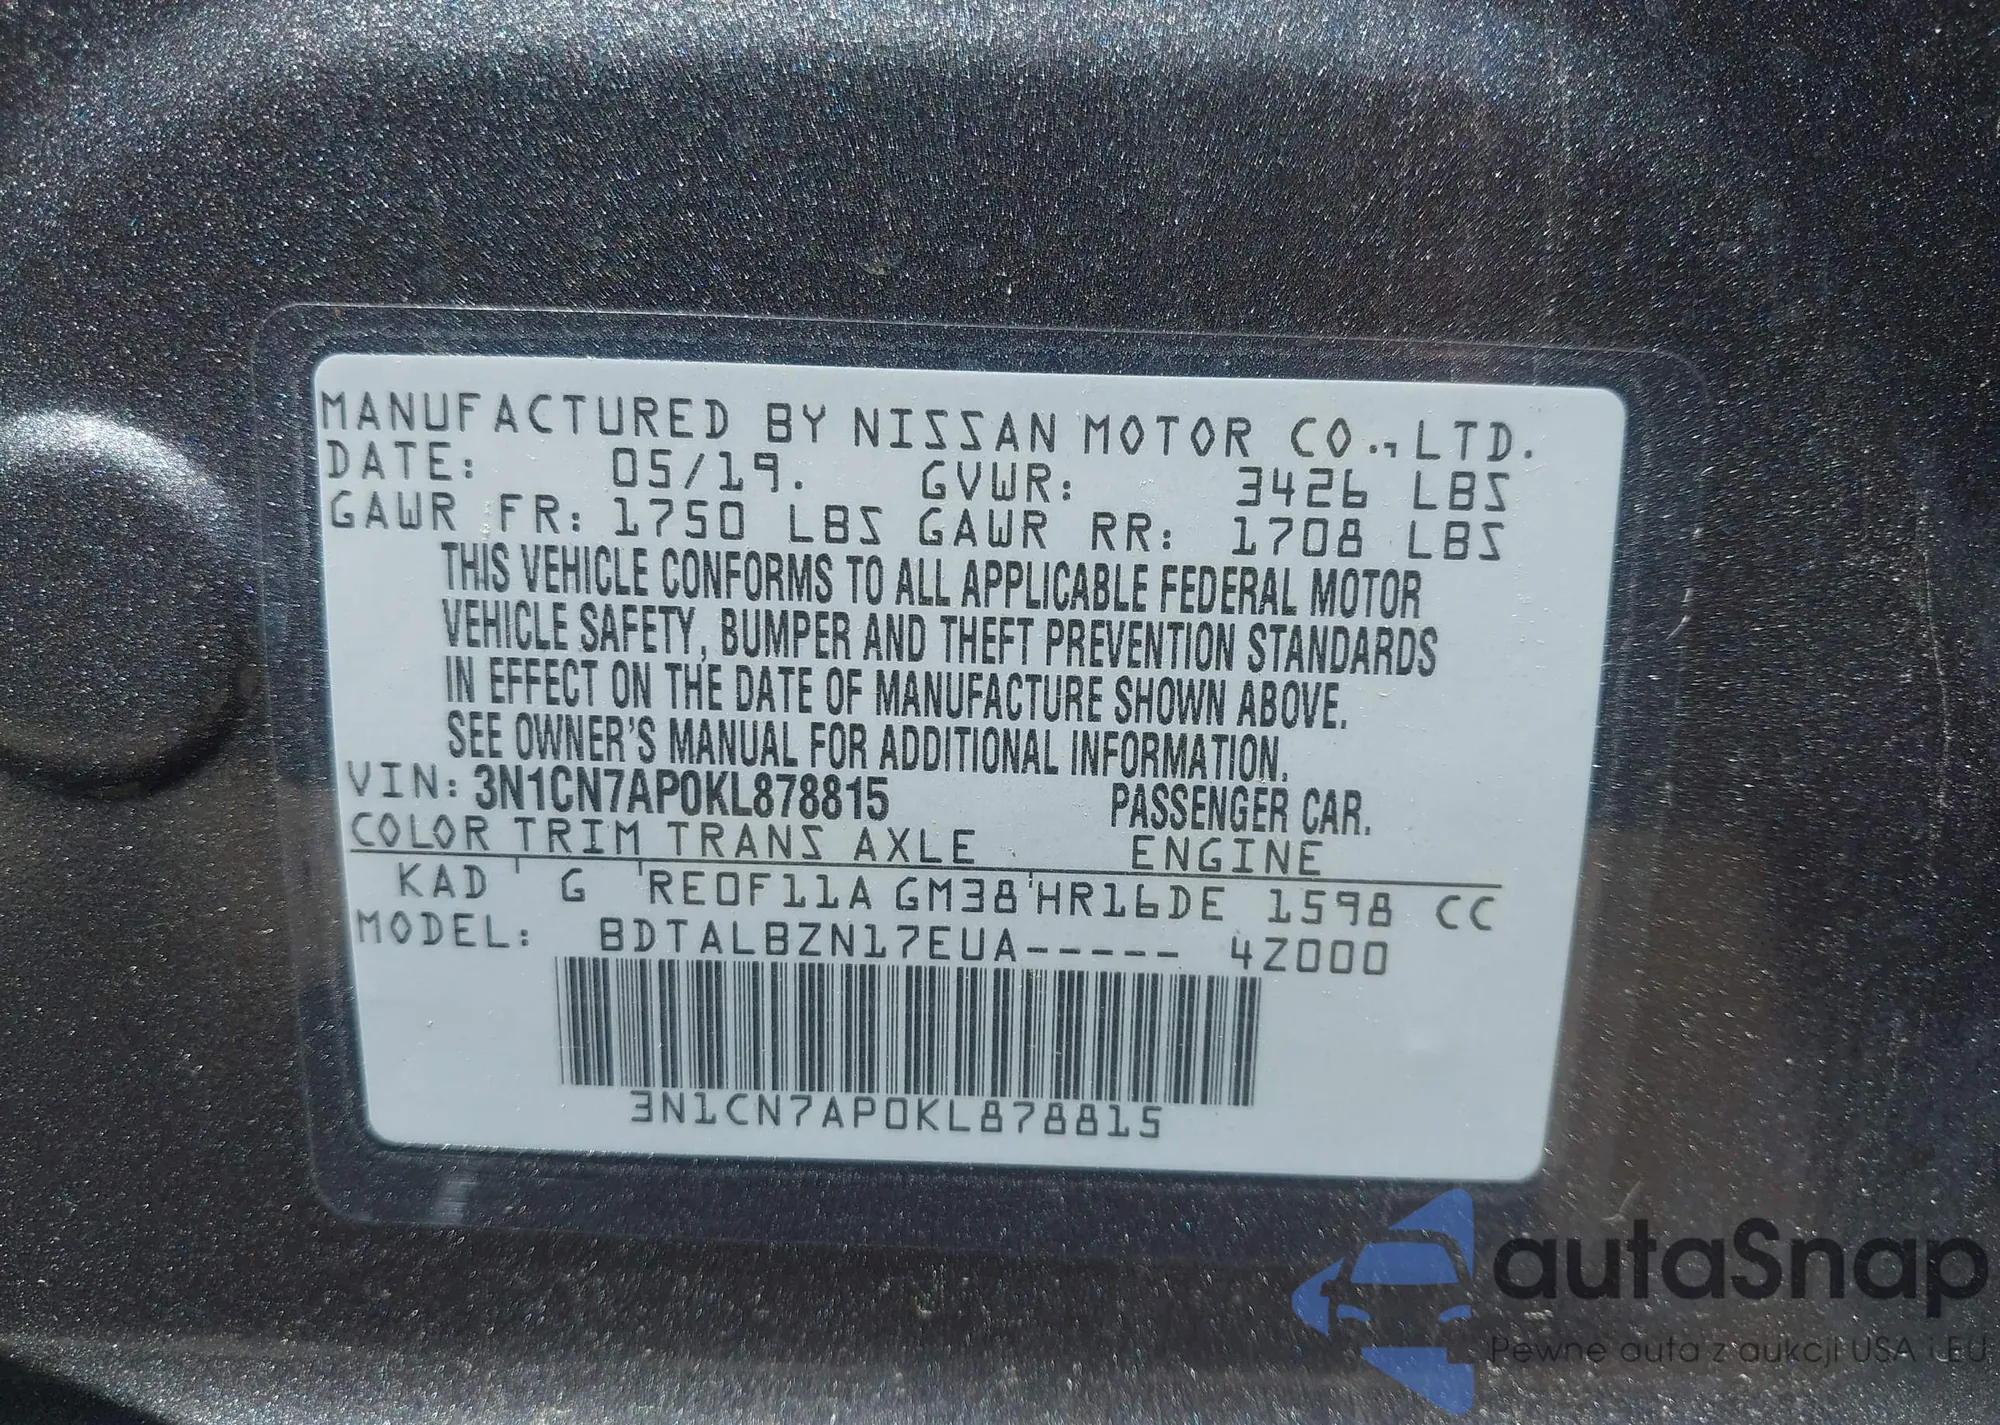 MANUFACTURED BY NISSAN MOTOR CO., LTD.
DATE: 05/19. GVWR: 3426 LBS
GAWR FR: 1750 LBS GAWR RR: 1708 LBS
THIS VEHICLE CONFORMS TO ALL APPLICABLE FEDERAL MOTOR
VEHICLE SAFETY, BUMPER AND THEFT PREVENTION STANDARDS
IN EFFECT ON THE DATE OF MANUFACTURE SHOWN ABOVE.
SEE OWNER'S MANUAL FOR ADDITIONAL INFORMATION.
VIN: 3N1CN7AP0KL878815 PASSENGER CAR.
COLOR TRIM TRANS AXLE ENGINE
KAD G RE0F11A GM38 HR16DE 1598 CC
MODEL: BDTALBZN17EUA----- 4Z000
3N1CN7AP0KL878815
autaSnap
Pewne auta z aukcji USA i EU